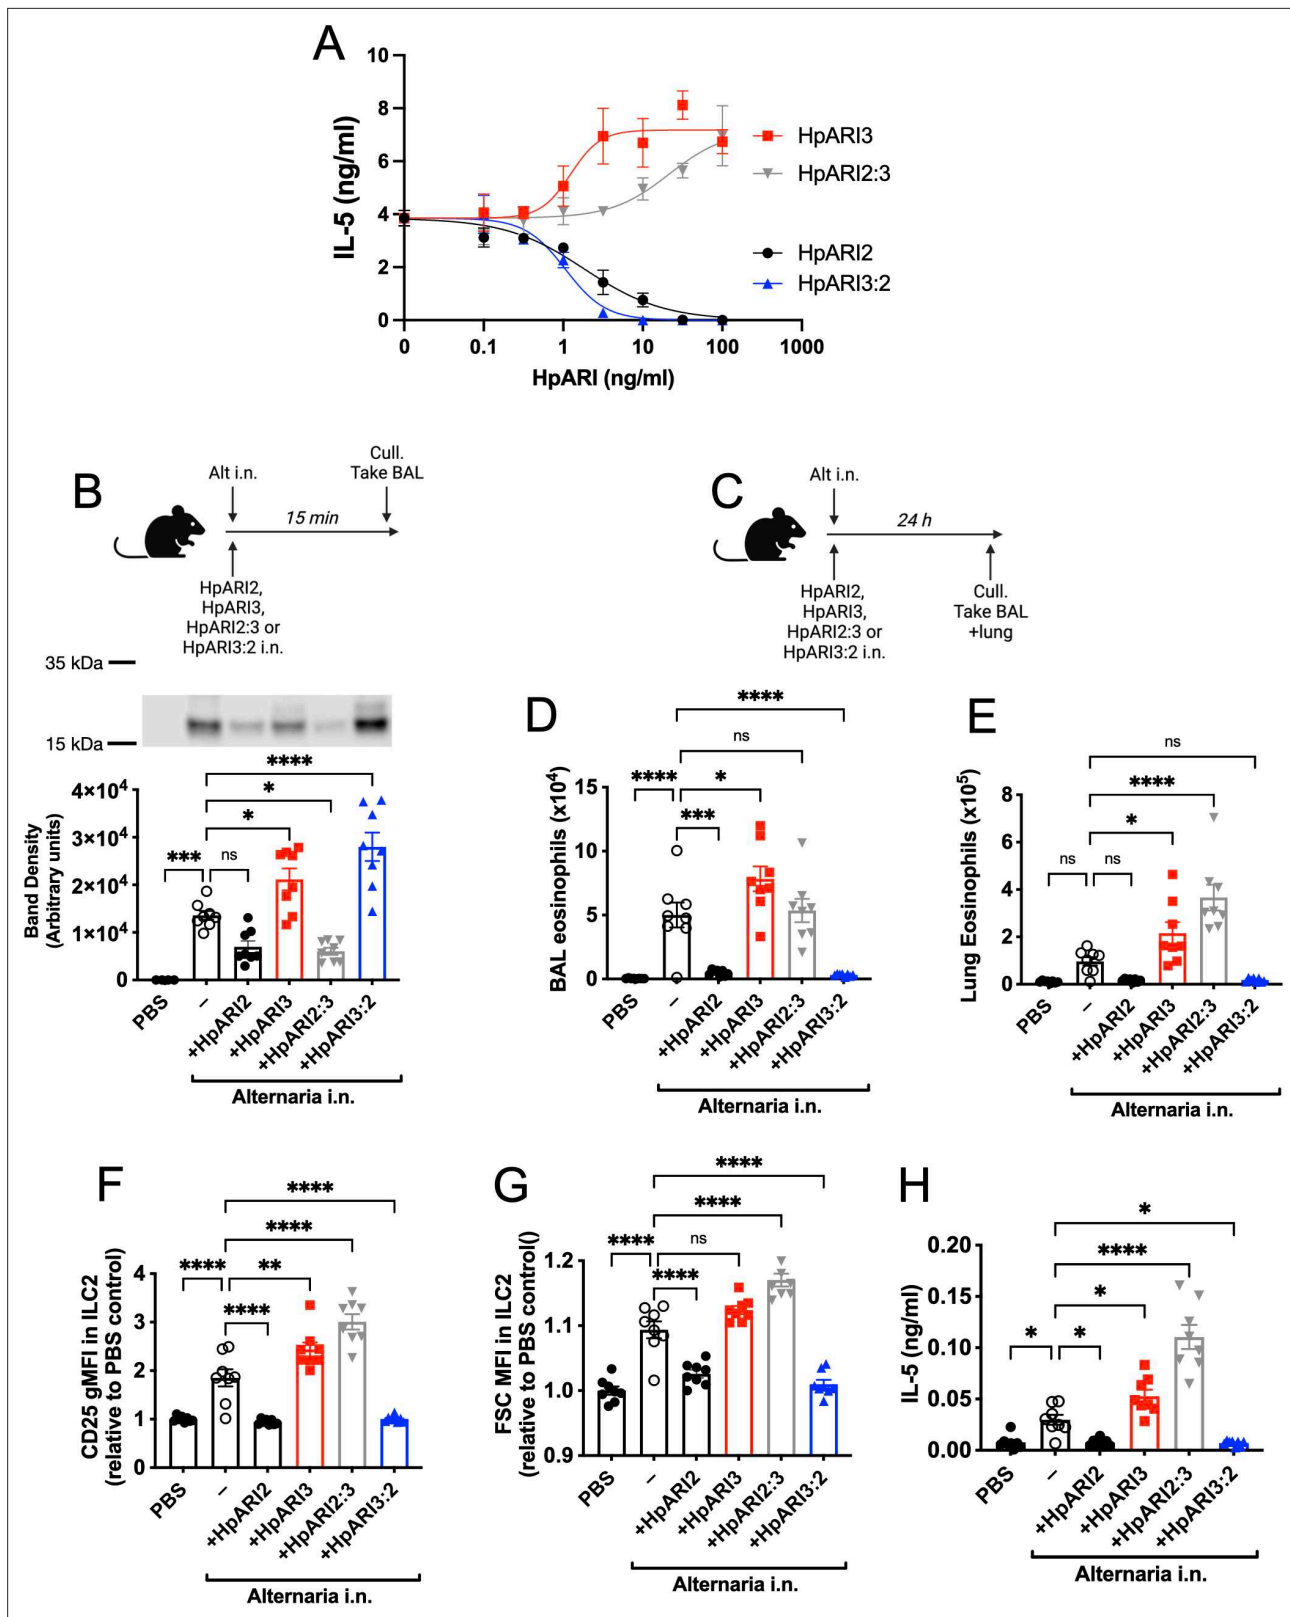 A
10
8
6
4
2
0
IL-5 (ng/ml)
0
0.1
1
10
100
1000
HpARI (ng/ml)
HpARI3
HpARI2:3
HpARI2
HpARI3:2
B
Alt i.n.
Cull.
Take BAL
15 min
HpARI2,
HpARI3,
HpARI2:3 or
HpARI3:2 i.n.
35 kDa
15 kDa
****
*
*
***
ns
4×10⁴
3×10⁴
2×10⁴
1×10⁴
0
Band Density
(Arbitrary units)
PBS
–
+HpARI2
+HpARI3
+HpARI2:3
+HpARI3:2
Alternaria i.n.
C
Alt i.n.
24 h
HpARI2,
HpARI3,
HpARI2:3 or
HpARI3:2 i.n.
Cull.
Take BAL
+lung
D
****
ns
****
*
***
15
10
5
0
BAL eosinophils (x10⁴)
PBS
–
+HpARI2
+HpARI3
+HpARI2:3
+HpARI3:2
Alternaria i.n.
E
ns
****
*
ns
ns
8
6
4
2
0
Lung Eosinophils (x10⁵)
PBS
–
+HpARI2
+HpARI3
+HpARI2:3
+HpARI3:2
Alternaria i.n.
F
****
****
****
**
****
4
3
2
1
0
CD25 gMFI in ILC2
(relative to PBS control)
PBS
–
+HpARI2
+HpARI3
+HpARI2:3
+HpARI3:2
Alternaria i.n.
G
****
****
****
ns
****
1.2
1.1
1.0
0.9
FSC MFI in ILC2
(relative to PBS control()
PBS
–
+HpARI2
+HpARI3
+HpARI2:3
+HpARI3:2
Alternaria i.n.
H
*
****
*
*
*
0.20
0.15
0.10
0.05
0.00
IL-5 (ng/ml)
PBS
–
+HpARI2
+HpARI3
+HpARI2:3
+HpARI3:2
Alternaria i.n.